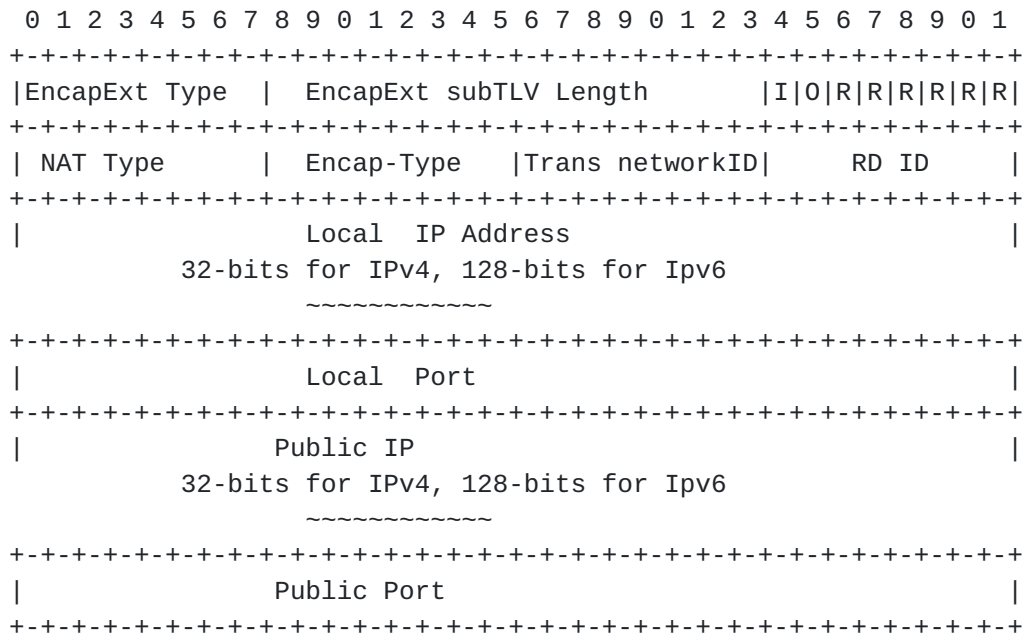 0 1 2 3 4 5 6 7 8 9 0 1 2 3 4 5 6 7 8 9 0 1 2 3 4 5 6 7 8 9 0 1
+-+-+-+-+-+-+-+-+-+-+-+-+-+-+-+-+-+-+-+-+-+-+-+-+-+-+-+-+-+-+-+-+
|EncapExt Type  |  EncapExt subTLV Length       |I|O|R|R|R|R|R|R|
+-+-+-+-+-+-+-+-+-+-+-+-+-+-+-+-+-+-+-+-+-+-+-+-+-+-+-+-+-+-+-+-+
| NAT Type      |  Encap-Type   |Trans networkID|     RD ID     |
+-+-+-+-+-+-+-+-+-+-+-+-+-+-+-+-+-+-+-+-+-+-+-+-+-+-+-+-+-+-+-+-+
|                  Local  IP Address                            |
           32-bits for IPv4, 128-bits for Ipv6
                   ~~~~~~~~~~~~
+-+-+-+-+-+-+-+-+-+-+-+-+-+-+-+-+-+-+-+-+-+-+-+-+-+-+-+-+-+-+-+-+
|                  Local  Port                                  |
+-+-+-+-+-+-+-+-+-+-+-+-+-+-+-+-+-+-+-+-+-+-+-+-+-+-+-+-+-+-+-+-+
|                Public IP                                      |
           32-bits for IPv4, 128-bits for Ipv6
                   ~~~~~~~~~~~~
+-+-+-+-+-+-+-+-+-+-+-+-+-+-+-+-+-+-+-+-+-+-+-+-+-+-+-+-+-+-+-+-+
|                Public Port                                    |
+-+-+-+-+-+-+-+-+-+-+-+-+-+-+-+-+-+-+-+-+-+-+-+-+-+-+-+-+-+-+-+-+